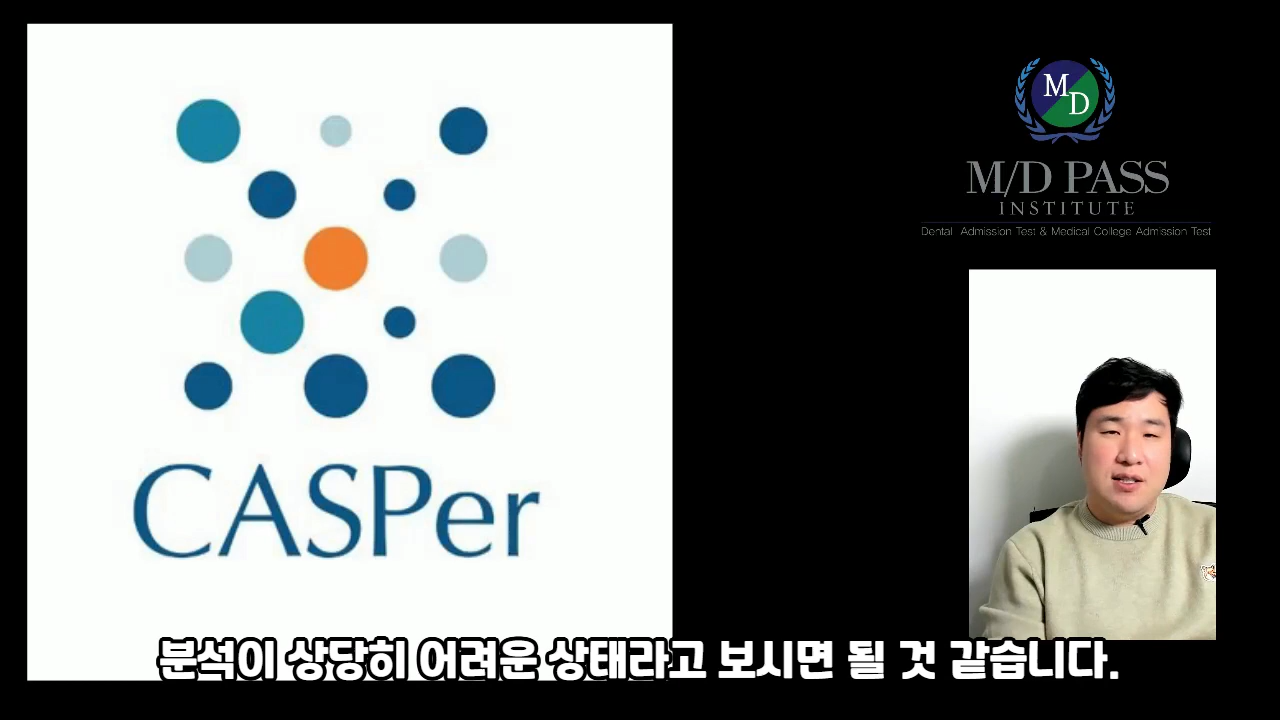 M
D
M/D PASS
INSTITUTE
Dental Admission Test & Medical College Admission Test
CASPer
분석이 상당히 어려운 상태라고 보시면 될 것 같습니다.